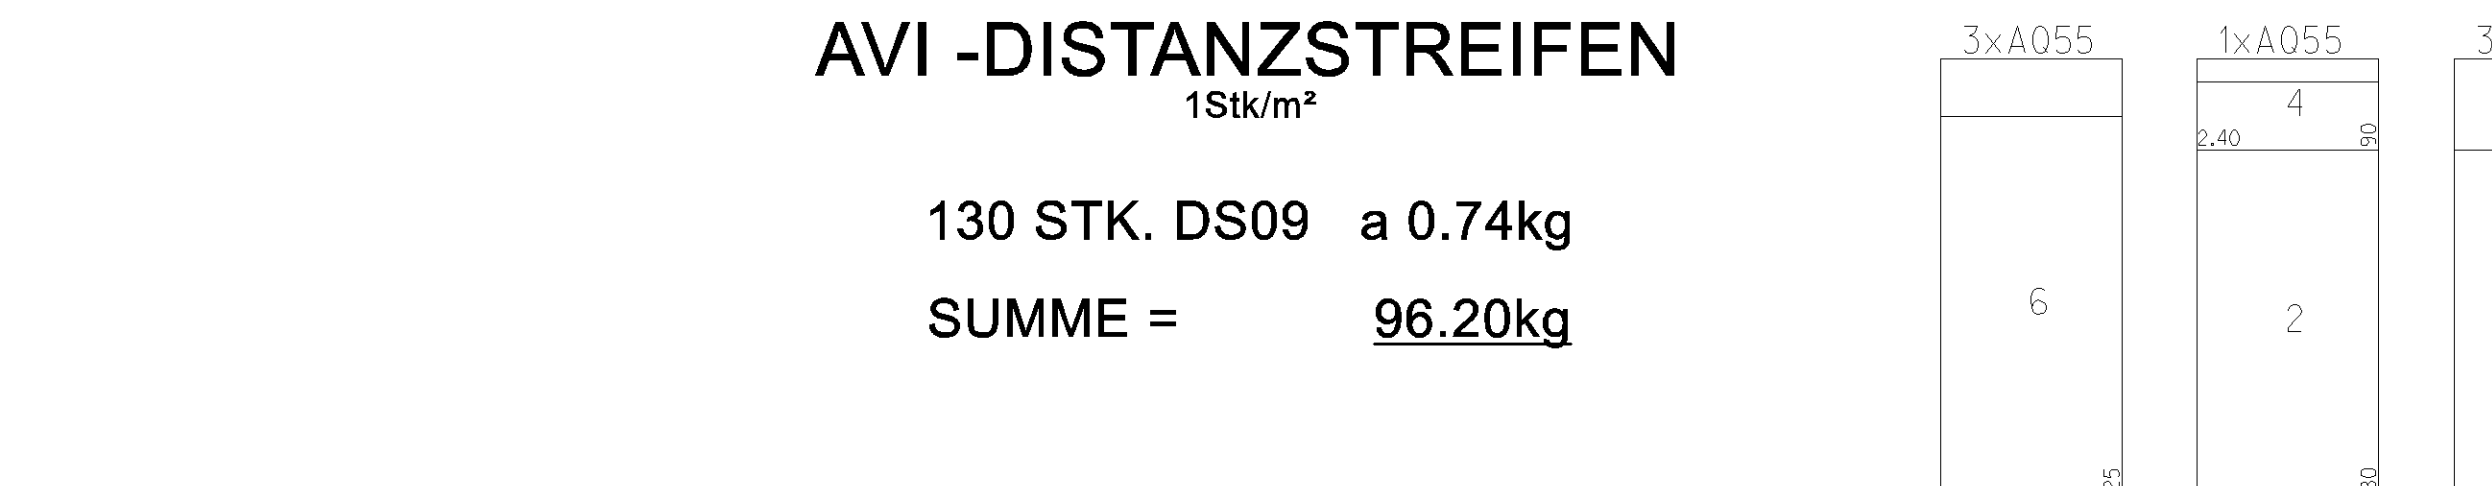 AVI -DISTANZSTREIFEN
1Stk/m²
130 STK. DS09 a 0.74kg
SUMME = 96.20kg
3xAQ55
6
1xAQ55
4
2.40 90
2
3